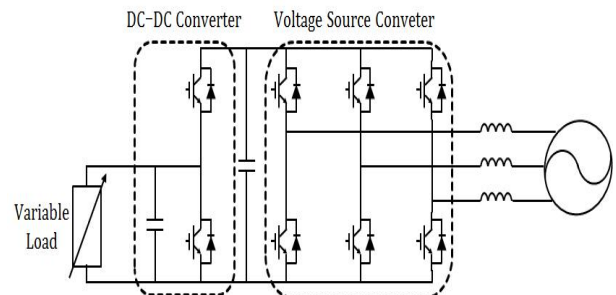 DC-DC Converter
Voltage Source Conveter
Variable
Load